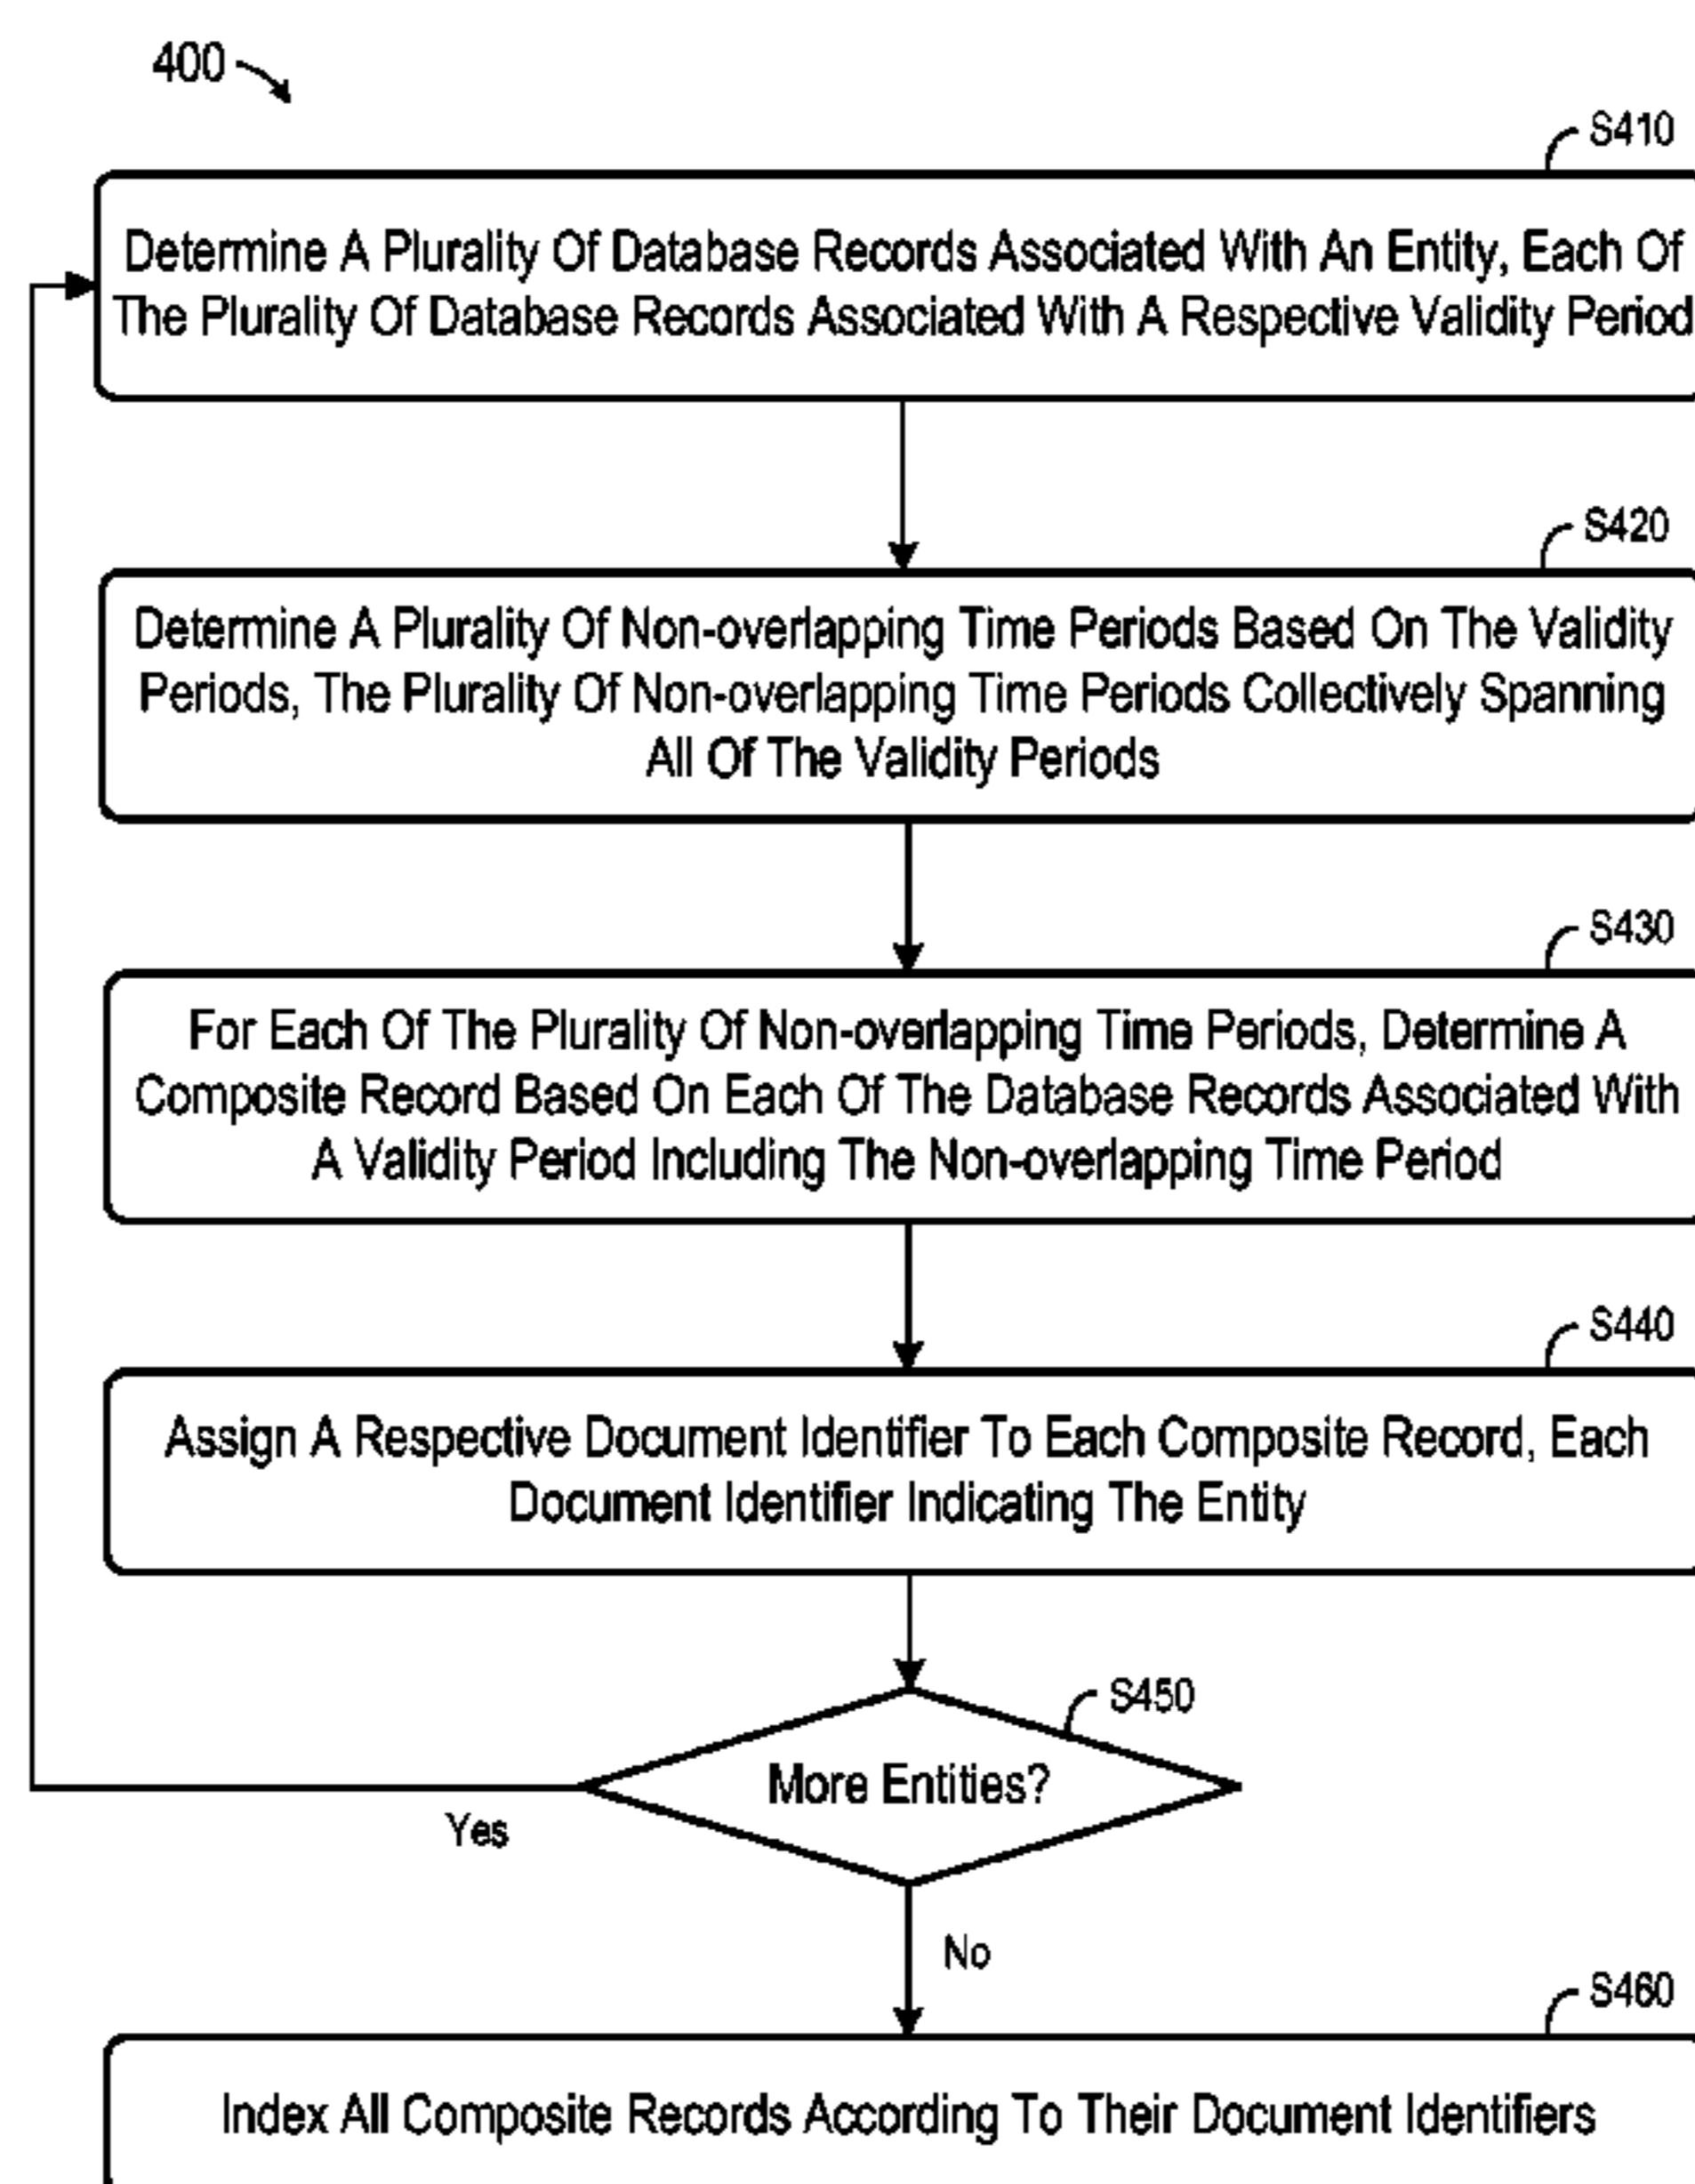 400
S410
Determine A Plurality Of Database Records Associated With An Entity, Each Of
The Plurality Of Database Records Associated With A Respective Validity Period
S420
Determine A Plurality Of Non-overlapping Time Periods Based On The Validity
Periods, The Plurality Of Non-overlapping Time Periods Collectively Spanning
All Of The Validity Periods
S430
For Each Of The Plurality Of Non-overlapping Time Periods, Determine A
Composite Record Based On Each Of The Database Records Associated With
A Validity Period Including The Non-overlapping Time Period
S440
Assign A Respective Document Identifier To Each Composite Record, Each
Document Identifier Indicating The Entity
S450
More Entities?
Yes
No
S460
Index All Composite Records According To Their Document Identifiers